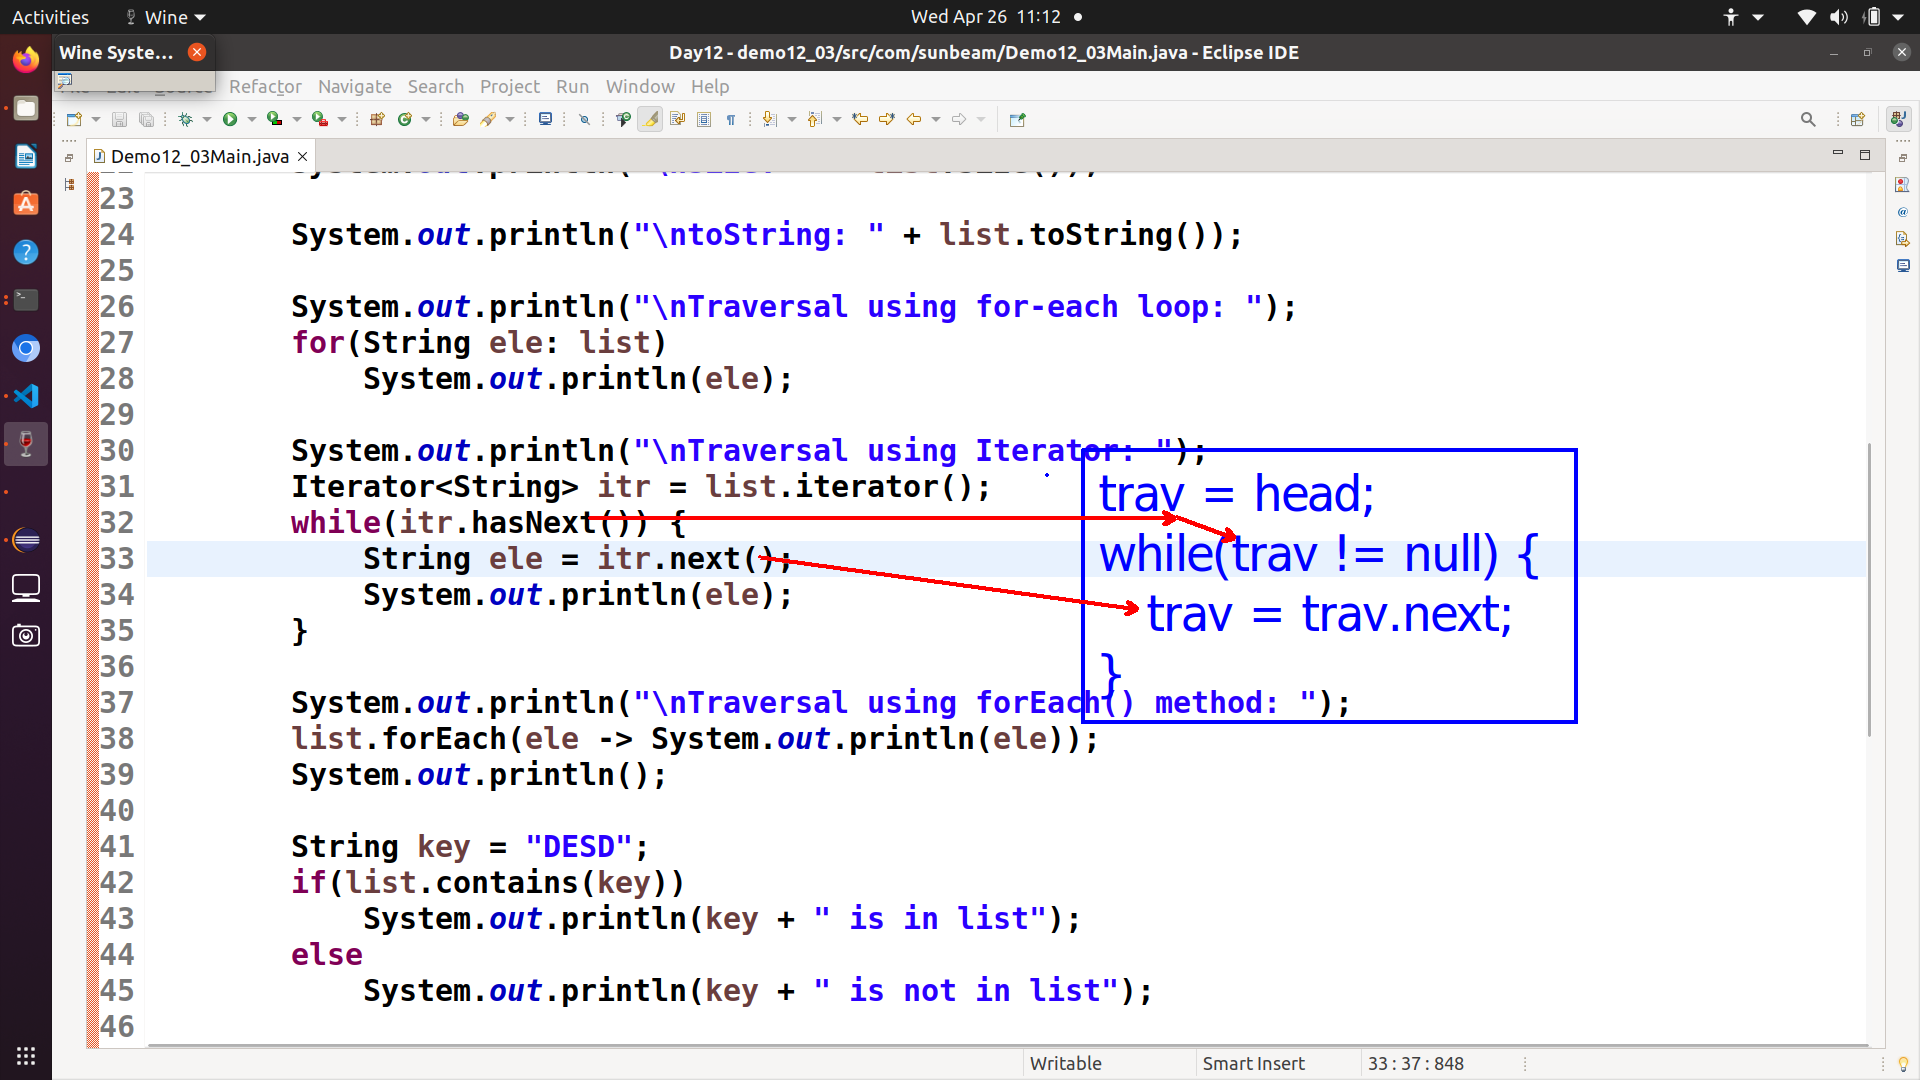 Activities
Wine
Wed Apr 26 11:12
Wine Syste...
Day12 - demo12_03/src/com/sunbeam/Demo12_03Main.java - Eclipse IDE
Refactor Navigate Search Project Run Window Help
Demo12_03Main.java
23
24 System.out.println("\ntoString: " + list.toString());
25
26 System.out.println("\nTraversal using for-each loop: ");
27 for(String ele: list)
28 System.out.println(ele);
29
30 System.out.println("\nTraversal using Iterator: ");
31 Iterator<String> itr = list.iterator();
32 while(itr.hasNext()) {
33 String ele = itr.next();
34 System.out.println(ele);
35 }
36
37 System.out.println("\nTraversal using forEach() method: ");
38 list.forEach(ele -> System.out.println(ele));
39 System.out.println();
40
41 String key = "DESD";
42 if(list.contains(key))
43 System.out.println(key + " is in list");
44 else
45 System.out.println(key + " is not in list");
46
trav = head;
while(trav != null) {
trav = trav.next;
}
Writable
Smart Insert
33 : 37 : 848